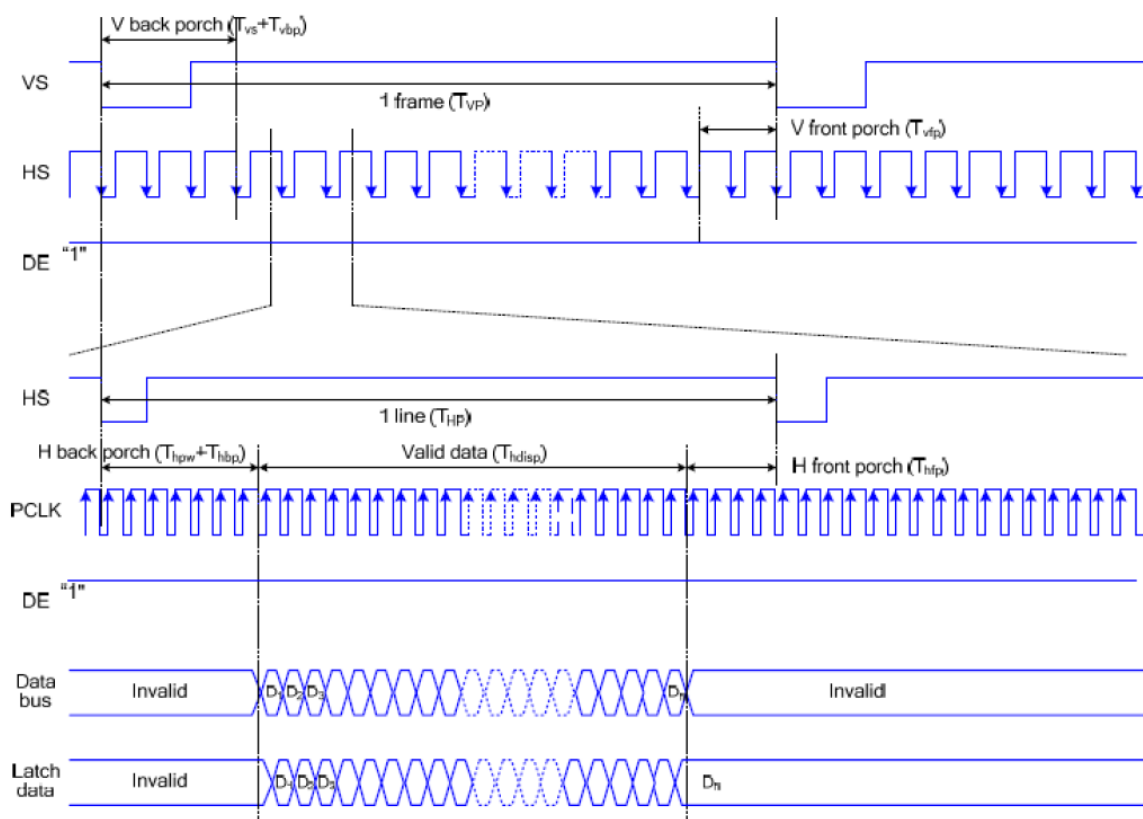 V back porch (Tvs+Tvbp)
VS
1 frame (TVP)
V front porch (Tvfp)
HS
DE "1"
HS
1 line (THP)
H back porch (Thpw+Thbp)
Valid data (Thdisp)
H front porch (Thfp)
PCLK
DE "1"
Data
bus
Invalid
D1 D2 D3
Dn
Invalid
Latch
data
Invalid
D1 D2 D3
Dn